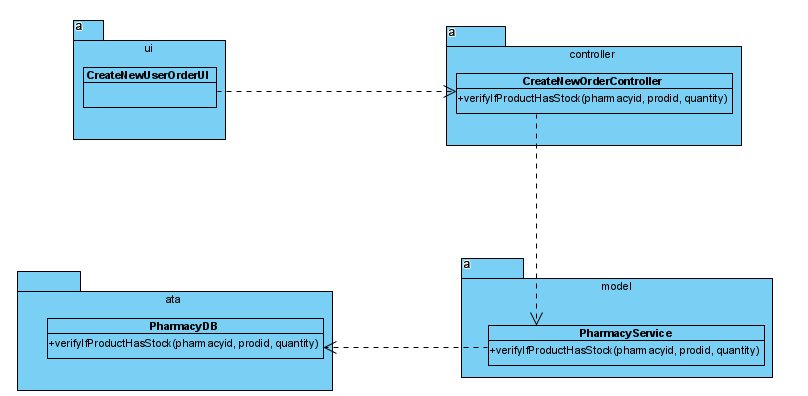 a
ui
CreateNewUserOrderUI
a
controller
CreateNewOrderController
+verifyIfProductHasStock(pharmacyid, prodid, quantity)
ata
PharmacyDB
+verifyIfProductHasStock(pharmacyid, prodid, quantity)
a
model
PharmacyService
+verifyIfProductHasStock(pharmacyid, prodid, quantity)